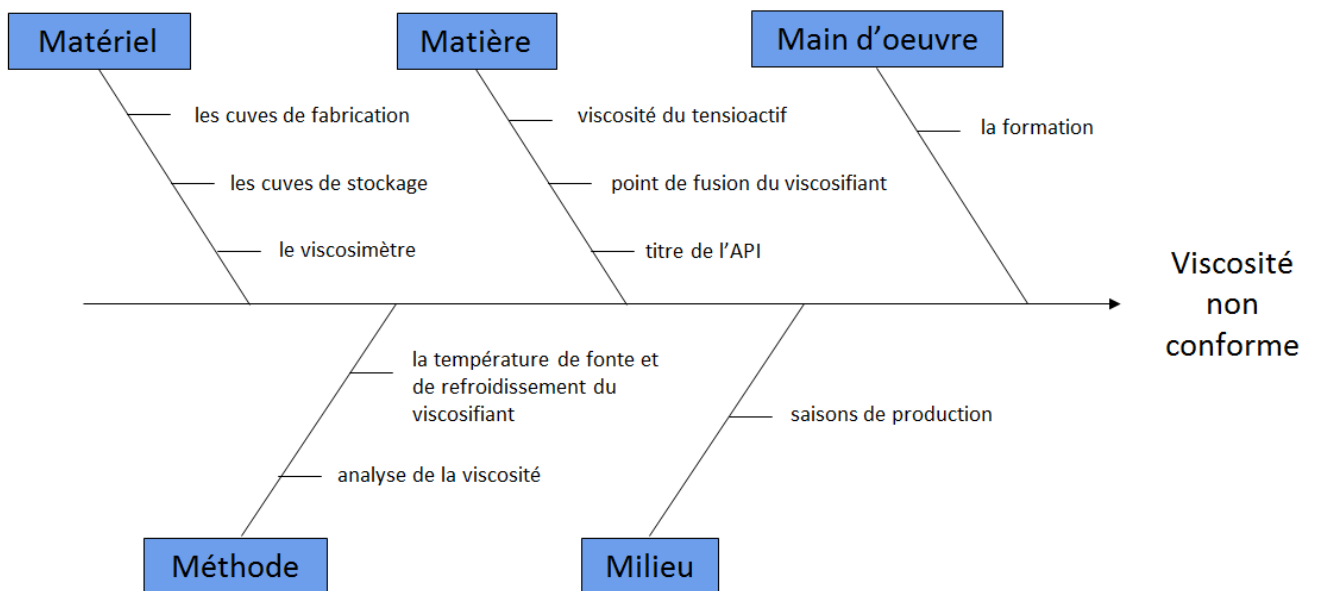 Matériel
Matière
Main d'oeuvre
les cuves de fabrication
viscosité du tensioactif
la formation
les cuves de stockage
point de fusion du viscosifiant
le viscosimètre
titre de l'API
Viscosité
non
conforme
la température de fonte et
de refroidissement du
viscosifiant
saisons de production
analyse de la viscosité
Méthode
Milieu